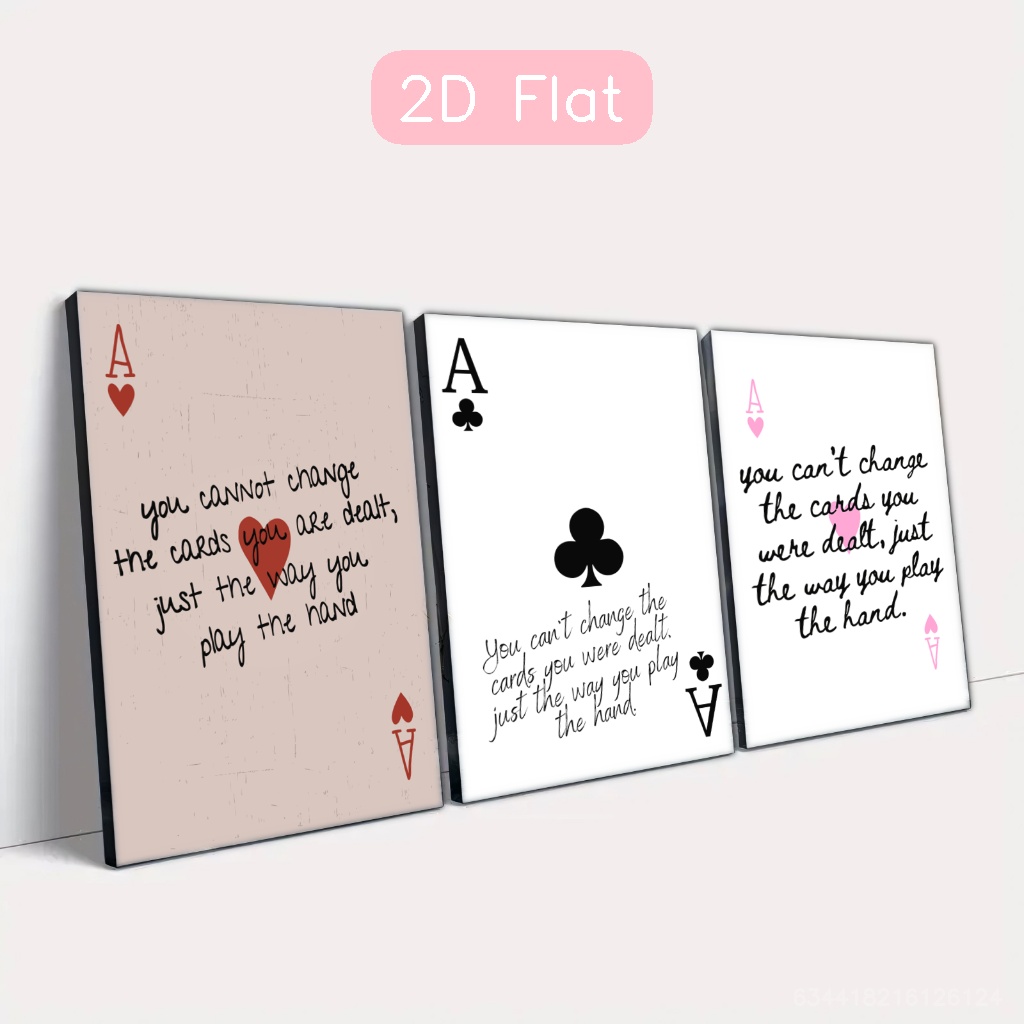 2D Flat
A
you cannot change
the cards you are dealt,
just the way you
play the hand
A
A
You can't change the
cards you were dealt.
just the way you play
the hand.
A
A
you can't change
the cards you
were dealt, just
the way you play
the hand.
A